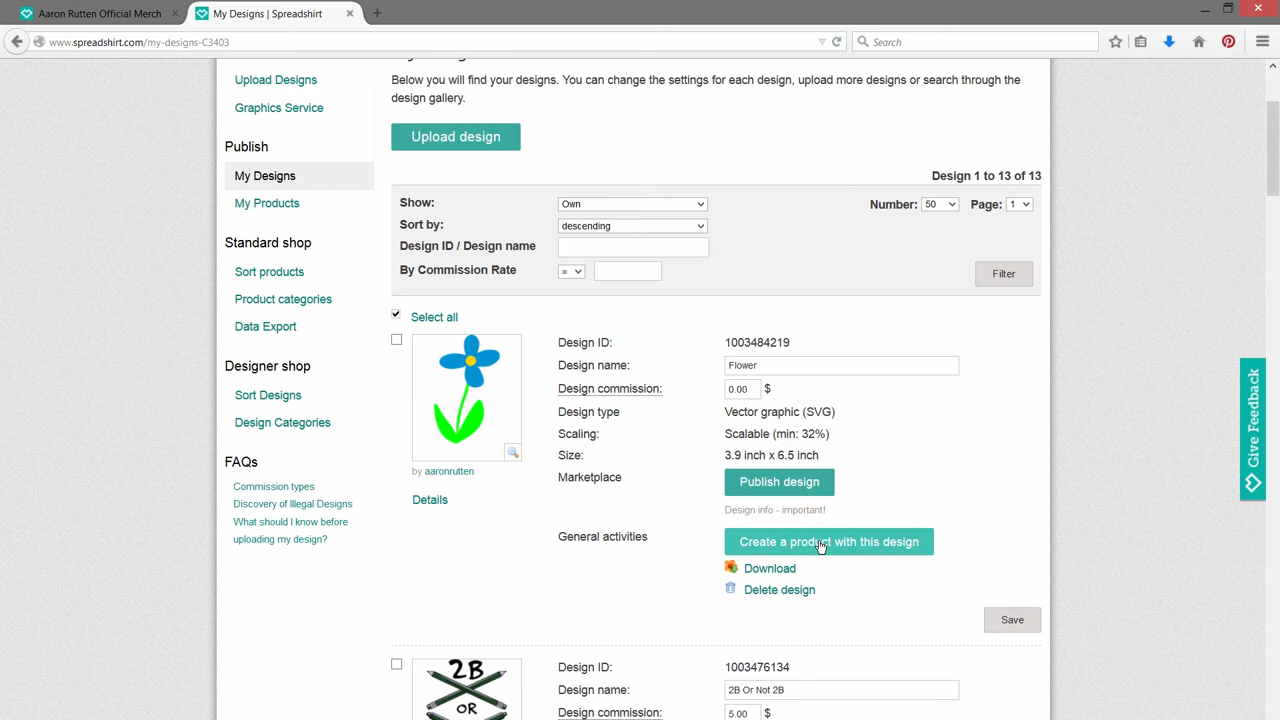 Aaron Rutten Official Merch
My Designs | Spreadshirt
www.spreadshirt.com/my-designs-C3403
Search
Upload Designs
Graphics Service
Publish
My Designs
My Products
Standard shop
Sort products
Product categories
Data Export
Designer shop
Sort Designs
Design Categories
FAQs
Commission types
Discovery of Illegal Designs
What should I know before
uploading my design?
Below you will find your designs. You can change the settings for each design, upload more designs or search through the
design gallery.
Upload design
Design 1 to 13 of 13
Show: Own Number: 50 Page: 1
Sort by: descending
Design ID / Design name
By Commission Rate =
Filter
Select all
Design ID: 1003484219
Design name: Flower
Design commission: 0.00 $
Design type Vector graphic (SVG)
Scaling: Scalable (min: 32%)
Size: 3.9 inch x 6.5 inch
by aaronrutten
Marketplace Publish design
Details
Design info - important!
General activities Create a product with this design
Download
Delete design
Save
2B
OR
Design ID: 1003476134
Design name: 2B Or Not 2B
Design commission: 5.00 $
Give Feedback